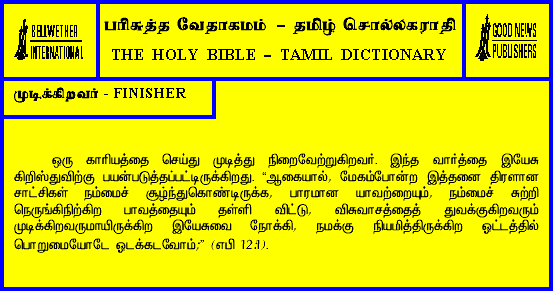 BELLWETHER
INTERNATIONAL
பரிசுத்த வேதாகமம் – தமிழ் சொல்லகராதி
THE HOLY BIBLE – TAMIL DICTIONARY
GOOD NEWS
PUBLISHERS
முடிக்கிறவர் - FINISHER
ஒரு காரியத்தை செய்து முடித்து நிறைவேற்றுகிறவர். இந்த வார்த்தை இயேசு
கிறிஸ்துவிற்கு பயன்படுத்தப்பட்டிருக்கிறது. “ஆகையால், மேகம்போன்ற இத்தனை திரளான
சாட்சிகள் நம்மைச் சூழ்ந்துகொண்டிருக்க, பாரமான யாவற்றையும், நம்மைச் சுற்றி
நெருங்கிநிற்கிற பாவத்தையும் தள்ளி விட்டு, விசுவாசத்தைத் துவக்குகிறவரும்
முடிக்கிறவருமாயிருக்கிற இயேசுவை நோக்கி, நமக்கு நியமித்திருக்கிற ஓட்டத்தில்
பொறுமையோடே ஓடக்கடவோம்;” (எபி 12:1).